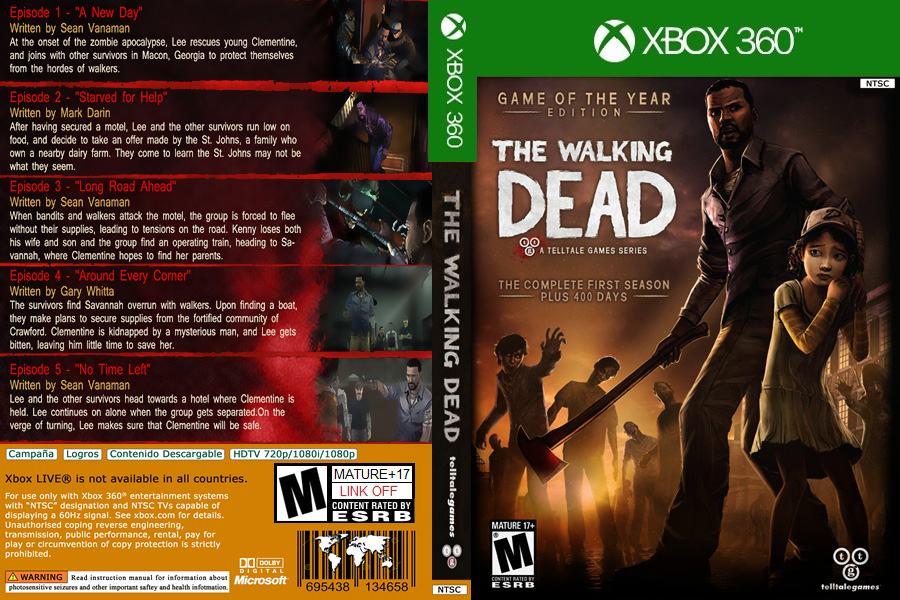 Episode 1 - "A New Day"
Written by Sean Vanaman
At the onset of the zombie apocalypse, Lee rescues young Clementine,
and joins with other survivors in Macon, Georgia to protect themselves
from the hordes of walkers.
Episode 2 - "Starved for Help"
Written by Mark Darin
After having secured a motel, Lee and the other survivors run low on
food, and decide to take an offer made by the St. Johns, a family who
own a nearby dairy farm. They come to learn the St. Johns may not be
what they seem.
Episode 3 - "Long Road Ahead"
Written by Sean Vanaman
When bandits and walkers attack the motel, the group is forced to flee
without their supplies, leading to tensions on the road. Kenny loses both
his wife and son and the group find an operating train, heading to Sa-
vannah, where Clementine hopes to find her parents.
Episode 4 - "Around Every Corner"
Written by Gary Whitta
The survivors find Savannah overrun with walkers. Upon finding a boat,
they make plans to secure supplies from the fortified community of
Crawford. Clementine is kidnapped by a mysterious man, and Lee gets
bitten, leaving him little time to save her.
Episode 5 - "No Time Left"
Written by Sean Vanaman
Lee and the other survivors head towards a hotel where Clementine is
held. Lee continues on alone when the group gets separated.On the
verge of turning, Lee makes sure that Clementine will be safe.
Campaña Logros Contenido Descargable HDTV 720p/1080i/1080p
Xbox LIVE® is not available in all countries.
For use only with Xbox 360® entertainment systems
with "NTSC" designation and NTSC TVs capable of
displaying a 60Hz signal. See xbox.com for details.
Unauthorised coping reverse engineering,
transmission, public performance, rental, pay for
play or circumvention of copy protection is strictly
prohibited.
WARNING Read instruction manual for information about
photosensitive seizures and other important saftey and health infotmation.
M
MATURE+17
LINK OFF
CONTENT RATED BY
ESRB
DOLBY
DIGITAL
Microsoft
695438 134658
XBOX 360
THE WALKING DEAD
telltalegames
ttg
NTSC
XBOX 360™
NTSC
GAME OF THE YEAR
EDITION
THE WALKING
DEAD
ttg
A TELLTALE GAMES SERIES
THE COMPLETE FIRST SEASON
PLUS 400 DAYS
MATURE 17+
M
CONTENT RATED BY
ESRB
ttg
telltalegames